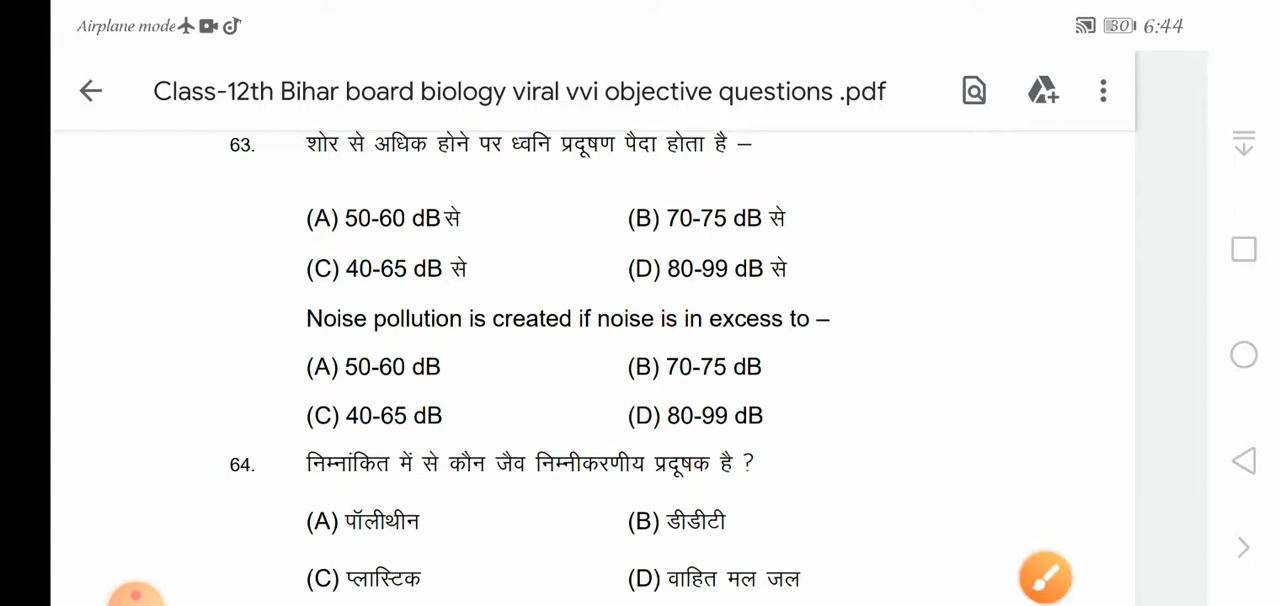 Airplane mode 80 6:44
Class-12th Bihar board biology viral vvi objective questions .pdf
63. शोर से अधिक होने पर ध्वनि प्रदूषण पैदा होता है –
(A) 50-60 dB से (B) 70-75 dB से
(C) 40-65 dB से (D) 80-99 dB से
Noise pollution is created if noise is in excess to –
(A) 50-60 dB (B) 70-75 dB
(C) 40-65 dB (D) 80-99 dB
64. निम्नांकित में से कौन जैव निम्नीकरणीय प्रदूषक है ?
(A) पॉलीथीन (B) डीडीटी
(C) प्लास्टिक (D) वाहित मल जल